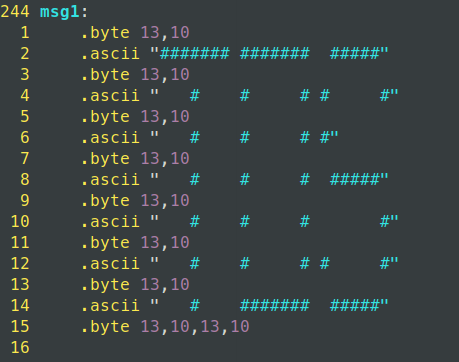 244 msg1:
  1     .byte 13,10
  2     .ascii "####### #######  #####"
  3     .byte 13,10
  4     .ascii "   #    #     # #     #"
  5     .byte 13,10
  6     .ascii "   #    #     # #"
  7     .byte 13,10
  8     .ascii "   #    #     #  #####"
  9     .byte 13,10
 10     .ascii "   #    #     #       #"
 11     .byte 13,10
 12     .ascii "   #    #     # #     #"
 13     .byte 13,10
 14     .ascii "   #    #######  #####"
 15     .byte 13,10,13,10
 16